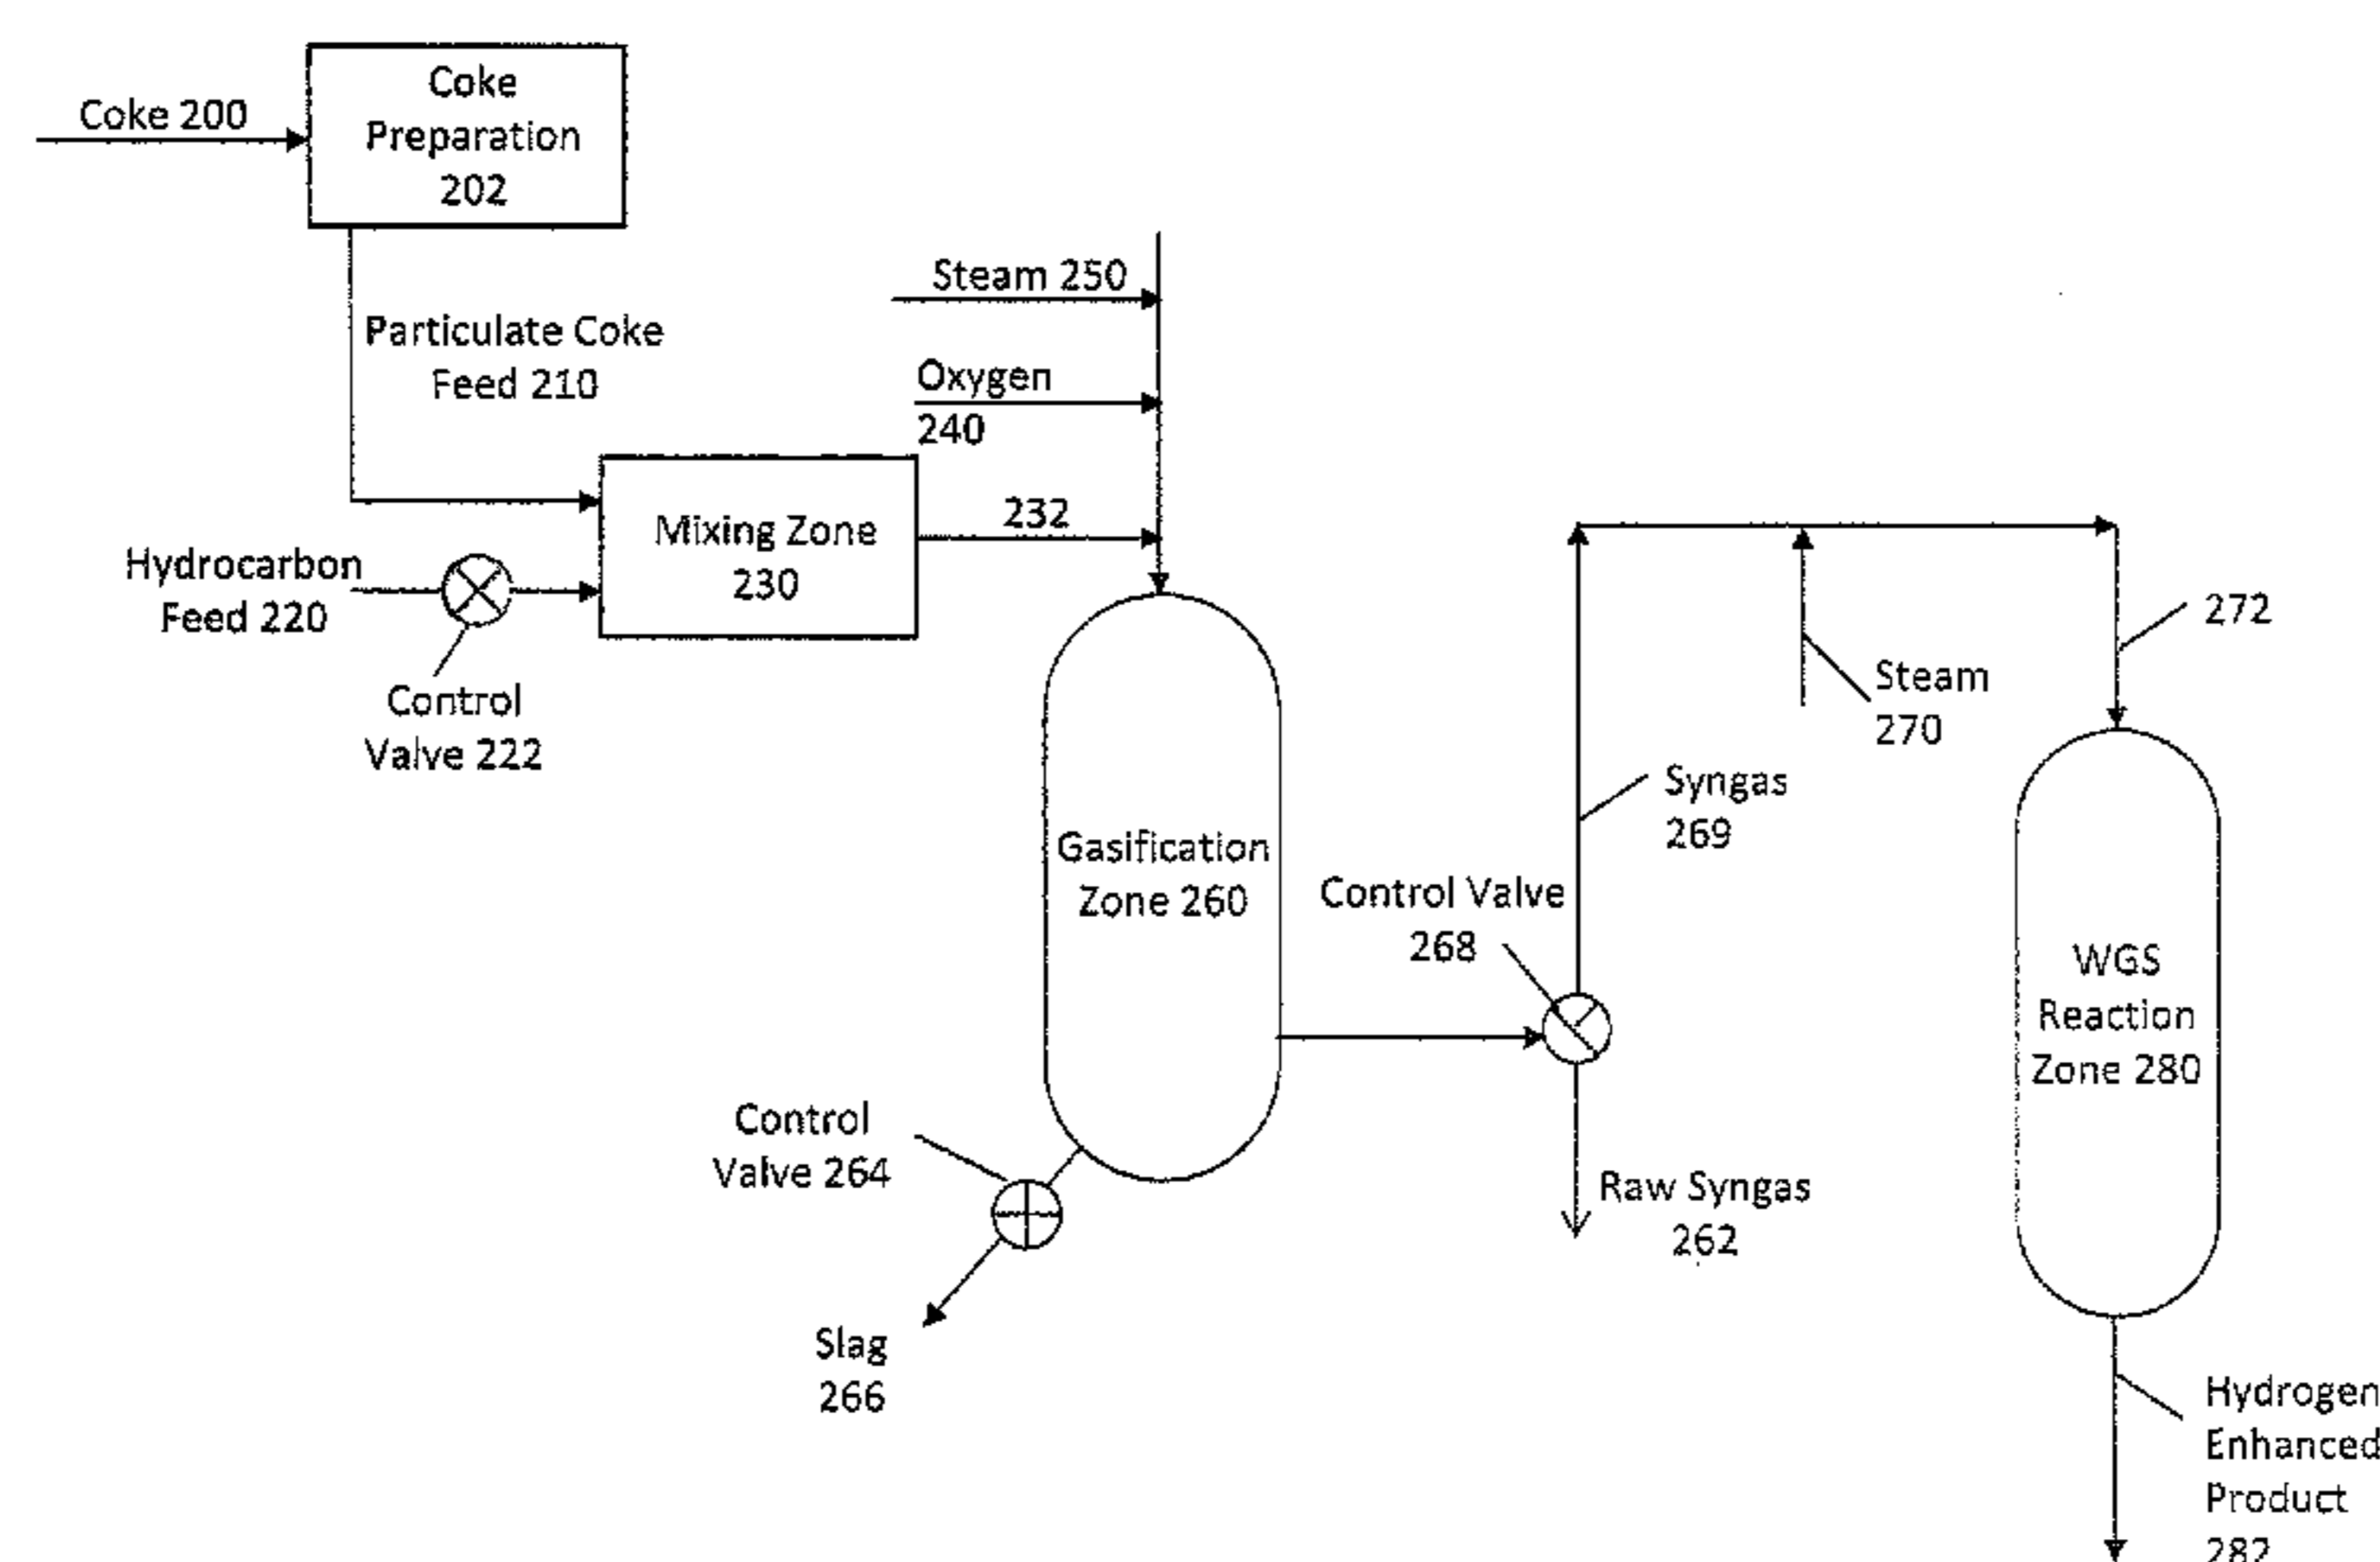 Coke 200
Coke
Preparation
202
Particulate Coke
Feed 210
Steam 250
Oxygen
240
232
Mixing Zone
230
Hydrocarbon
Feed 220
Control
Valve 222
272
Steam
270
Syngas
269
Gasification
Zone 260
Control Valve
268
WGS
Reaction
Zone 280
Control
Valve 264
Raw Syngas
262
Slag
266
Hydrogen
Enhanced
Product
282